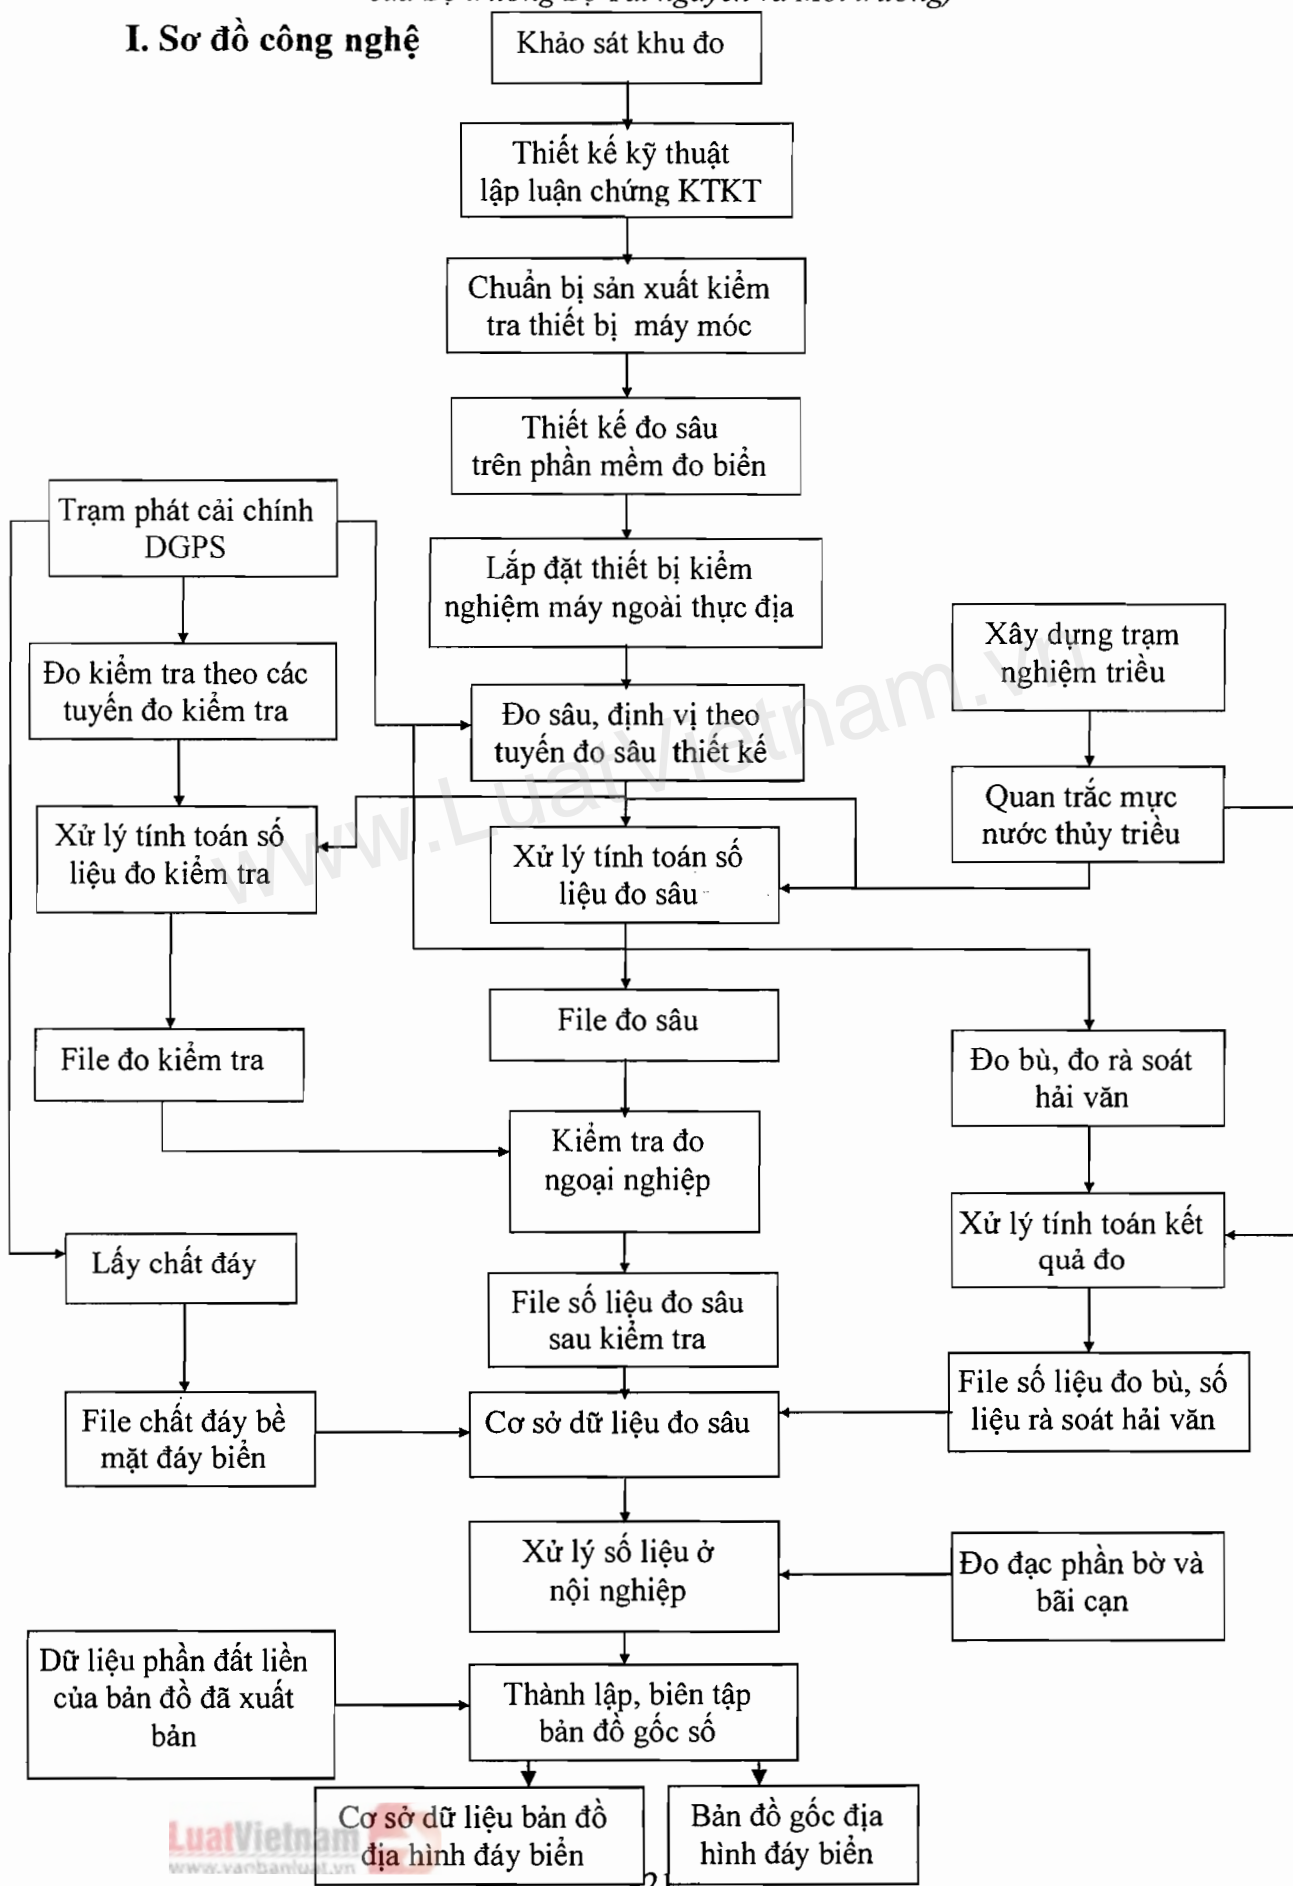 của Bộ trưởng Bộ Tài nguyên và Môi trường)
I. Sơ đồ công nghệ
Khảo sát khu đo
Thiết kế kỹ thuật
lập luận chứng KTKT
Chuẩn bị sản xuất kiểm
tra thiết bị máy móc
Thiết kế đo sâu
trên phần mềm đo biển
Trạm phát cải chính
DGPS
Lắp đặt thiết bị kiểm
nghiệm máy ngoài thực địa
Xây dựng trạm
nghiệm triều
Đo kiểm tra theo các
tuyến đo kiểm tra
Đo sâu, định vị theo
tuyến đo sâu thiết kế
www.LuatVietnam.vn
Quan trắc mực
nước thủy triều
Xử lý tính toán số
liệu đo kiểm tra
Xử lý tính toán số
liệu đo sâu
File đo sâu
File đo kiểm tra
Đo bù, đo rà soát
hải văn
Kiểm tra đo
ngoại nghiệp
Xử lý tính toán kết
quả đo
Lấy chất đáy
File số liệu đo sâu
sau kiểm tra
File số liệu đo bù, số
liệu rà soát hải văn
File chất đáy bề
mặt đáy biển
Cơ sở dữ liệu đo sâu
Xử lý số liệu ở
nội nghiệp
Đo đạc phần bờ và
bãi cạn
Dữ liệu phần đất liền
của bản đồ đã xuất
bản
Thành lập, biên tập
bản đồ gốc số
Cơ sở dữ liệu bản đồ
địa hình đáy biển
Bản đồ gốc địa
hình đáy biển
LuatVietnam
www.vanbanluat.vn